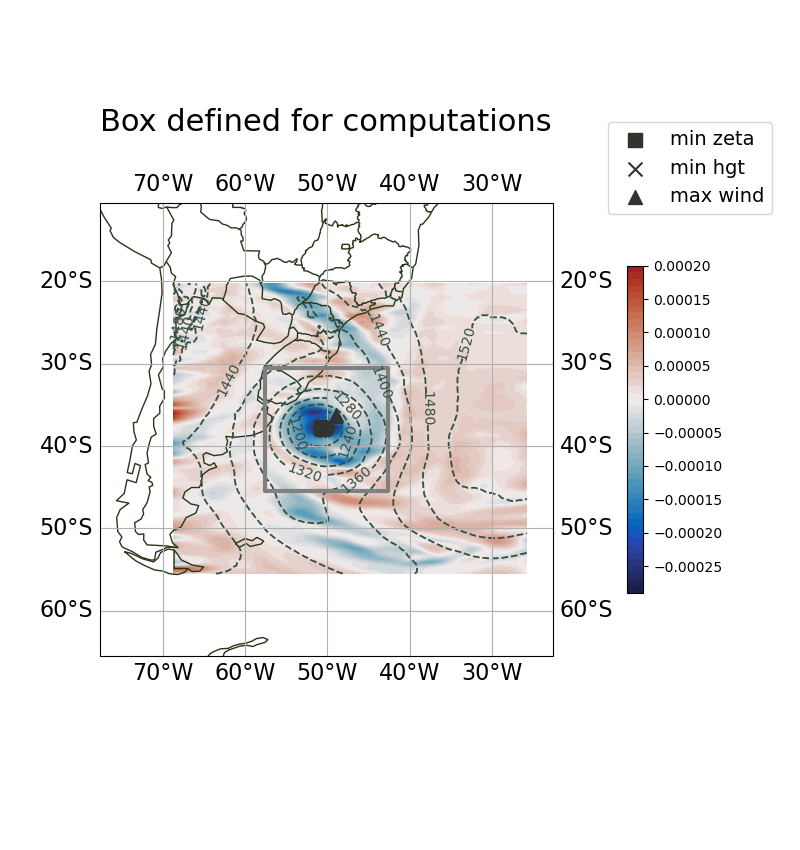 Box defined for computations
min zeta
min hgt
max wind
70°W 60°W 50°W 40°W 30°W
0.00020
0.00015
0.00010
0.00005
0.00000
−0.00005
−0.00010
−0.00015
−0.00020
−0.00025
20°S 20°S
30°S 30°S
40°S 40°S
50°S 50°S
60°S 60°S
1440
1440
1520
1440
1400
1480
1280
1200
1240
1320
1360
70°W 60°W 50°W 40°W 30°W